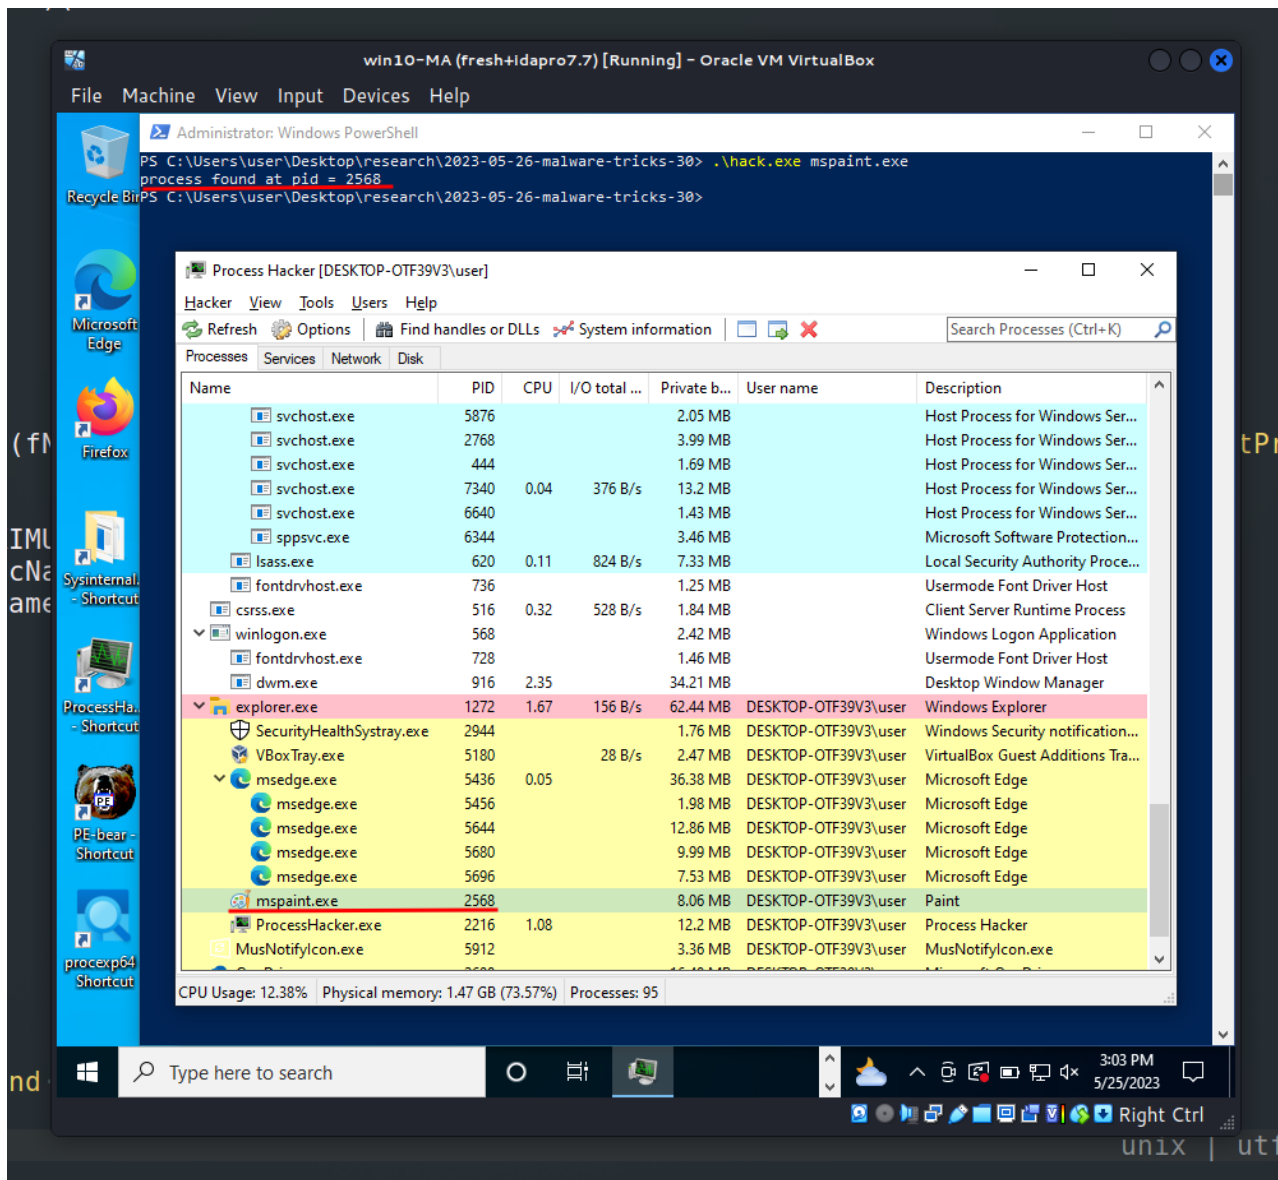 win10-MA (fresh+idapro7.7) [Running] - Oracle VM VirtualBox
File Machine View Input Devices Help
Administrator: Windows PowerShell
PS C:\Users\user\Desktop\research\2023-05-26-malware-tricks-30> .\hack.exe mspaint.exe
process found at pid = 2568
PS C:\Users\user\Desktop\research\2023-05-26-malware-tricks-30>
Recycle Bin
Microsoft
Edge
Firefox
Sysinternal..
- Shortcut
ProcessHa..
- Shortcut
PE-bear -
Shortcut
procexp64
Shortcut
Process Hacker [DESKTOP-OTF39V3\user]
Hacker View Tools Users Help
Refresh Options Find handles or DLLs System information Search Processes (Ctrl+K)
Processes Services Network Disk
Name PID CPU I/O total ... Private b... User name Description
svchost.exe 5876 2.05 MB Host Process for Windows Ser...
svchost.exe 2768 3.99 MB Host Process for Windows Ser...
svchost.exe 444 1.69 MB Host Process for Windows Ser...
svchost.exe 7340 0.04 376 B/s 13.2 MB Host Process for Windows Ser...
svchost.exe 6640 1.43 MB Host Process for Windows Ser...
sppsvc.exe 6344 3.46 MB Microsoft Software Protection...
lsass.exe 620 0.11 824 B/s 7.33 MB Local Security Authority Proce...
fontdrvhost.exe 736 1.25 MB Usermode Font Driver Host
csrss.exe 516 0.32 528 B/s 1.84 MB Client Server Runtime Process
winlogon.exe 568 2.42 MB Windows Logon Application
fontdrvhost.exe 728 1.46 MB Usermode Font Driver Host
dwm.exe 916 2.35 34.21 MB Desktop Window Manager
explorer.exe 1272 1.67 156 B/s 62.44 MB DESKTOP-OTF39V3\user Windows Explorer
SecurityHealthSystray.exe 2944 1.76 MB DESKTOP-OTF39V3\user Windows Security notification...
VBoxTray.exe 5180 28 B/s 2.47 MB DESKTOP-OTF39V3\user VirtualBox Guest Additions Tra...
msedge.exe 5436 0.05 36.38 MB DESKTOP-OTF39V3\user Microsoft Edge
msedge.exe 5456 1.98 MB DESKTOP-OTF39V3\user Microsoft Edge
msedge.exe 5644 12.86 MB DESKTOP-OTF39V3\user Microsoft Edge
msedge.exe 5680 9.99 MB DESKTOP-OTF39V3\user Microsoft Edge
msedge.exe 5696 7.53 MB DESKTOP-OTF39V3\user Microsoft Edge
mspaint.exe 2568 8.06 MB DESKTOP-OTF39V3\user Paint
ProcessHacker.exe 2216 1.08 12.2 MB DESKTOP-OTF39V3\user Process Hacker
MusNotifyIcon.exe 5912 3.36 MB DESKTOP-OTF39V3\user MusNotifyIcon.exe
CPU Usage: 12.38% Physical memory: 1.47 GB (73.57%) Processes: 95
Type here to search
3:03 PM
5/25/2023
Right Ctrl
(fN
tPr
IMU
cNa
ame
nd
unix | utf